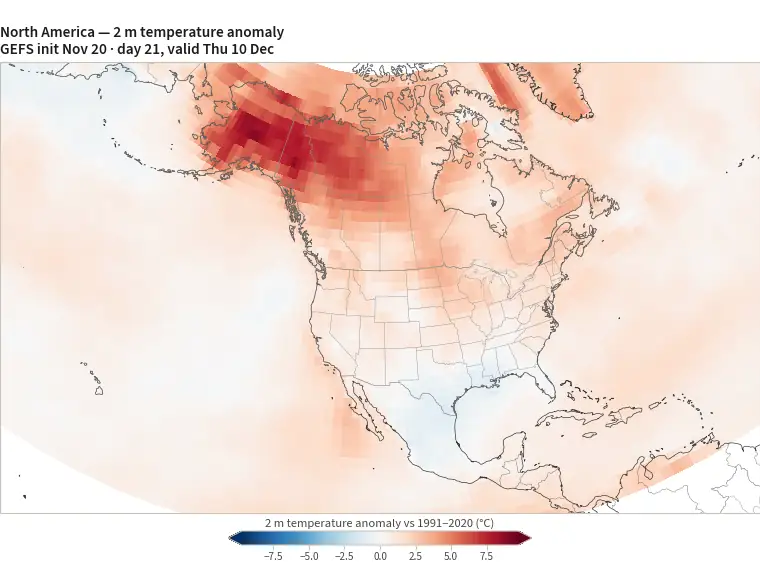 North America — 2 m temperature anomaly
GEFS init Nov 20 · day 21, valid Thu 10 Dec
2 m temperature anomaly vs 1991–2020 (°C)
−7.5 −5.0 −2.5 0.0 2.5 5.0 7.5